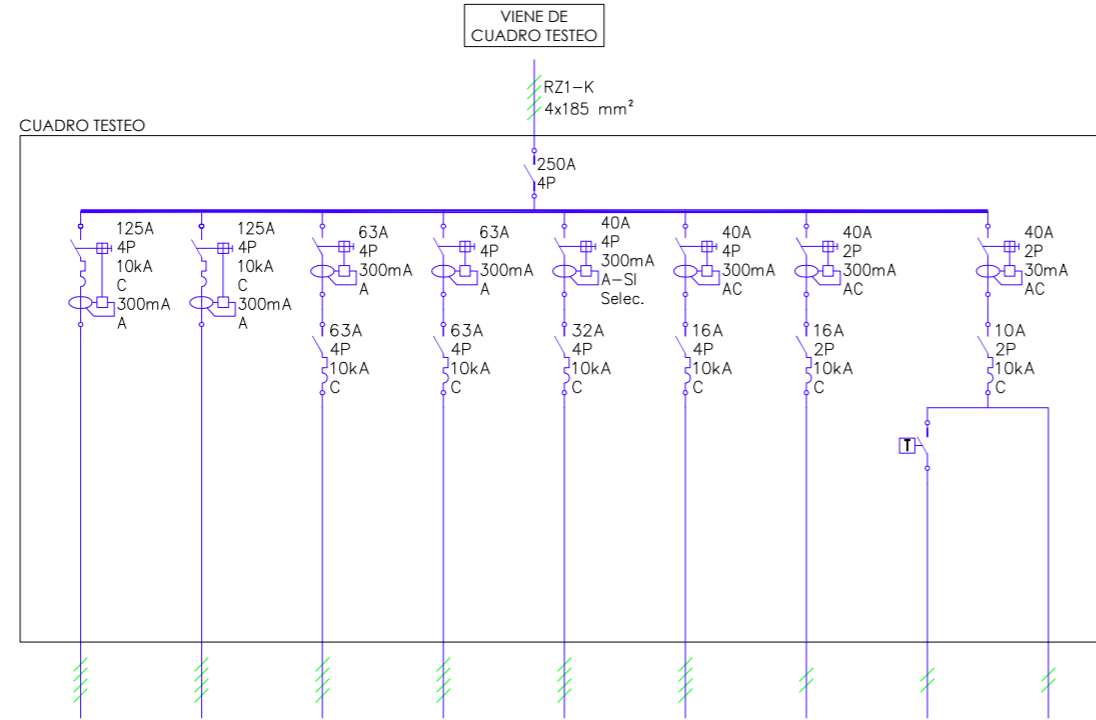 VIENE DE
CUADRO TESTEO
RZ1-K
4x185 mm²
CUADRO TESTEO
250A
4P
125A
4P
10kA
C
300mA
A
125A
4P
10kA
C
300mA
A
63A
4P
300mA
A
63A
4P
10kA
C
63A
4P
300mA
A
63A
4P
10kA
C
40A
4P
300mA
A-SI
Selec.
32A
4P
10kA
C
40A
4P
300mA
AC
16A
4P
10kA
C
40A
2P
300mA
AC
16A
2P
10kA
C
40A
2P
30mA
AC
10A
2P
10kA
C
T